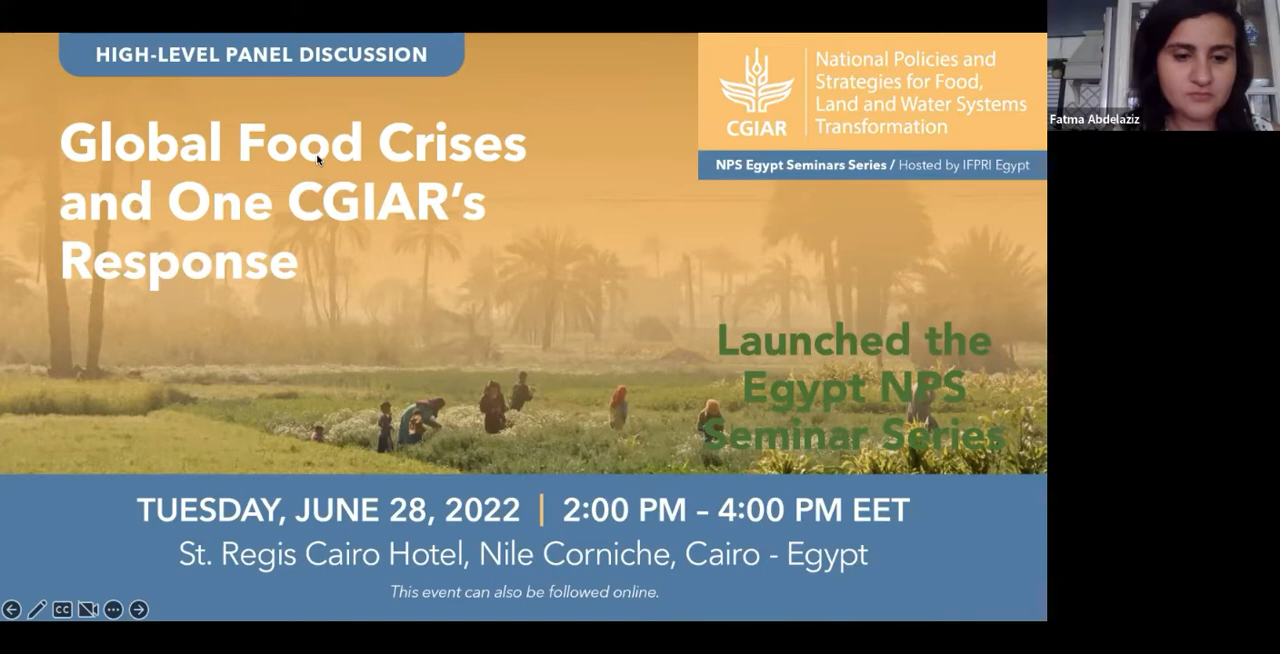 HIGH-LEVEL PANEL DISCUSSION
Global Food Crises
and One CGIAR's
Response
CGIAR
National Policies and
Strategies for Food,
Land and Water Systems
Transformation
NPS Egypt Seminars Series / Hosted by IFPRI Egypt
Fatma Abdelaziz
Launched the
Egypt NPS
Seminar Series
TUESDAY, JUNE 28, 2022 | 2:00 PM – 4:00 PM EET
St. Regis Cairo Hotel, Nile Corniche, Cairo - Egypt
This event can also be followed online.
CC